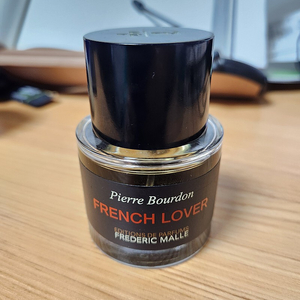 Pierre Bourdon
FRENCH LOVER
EDITIONS DE PARFUMS
FREDERIC MALLE